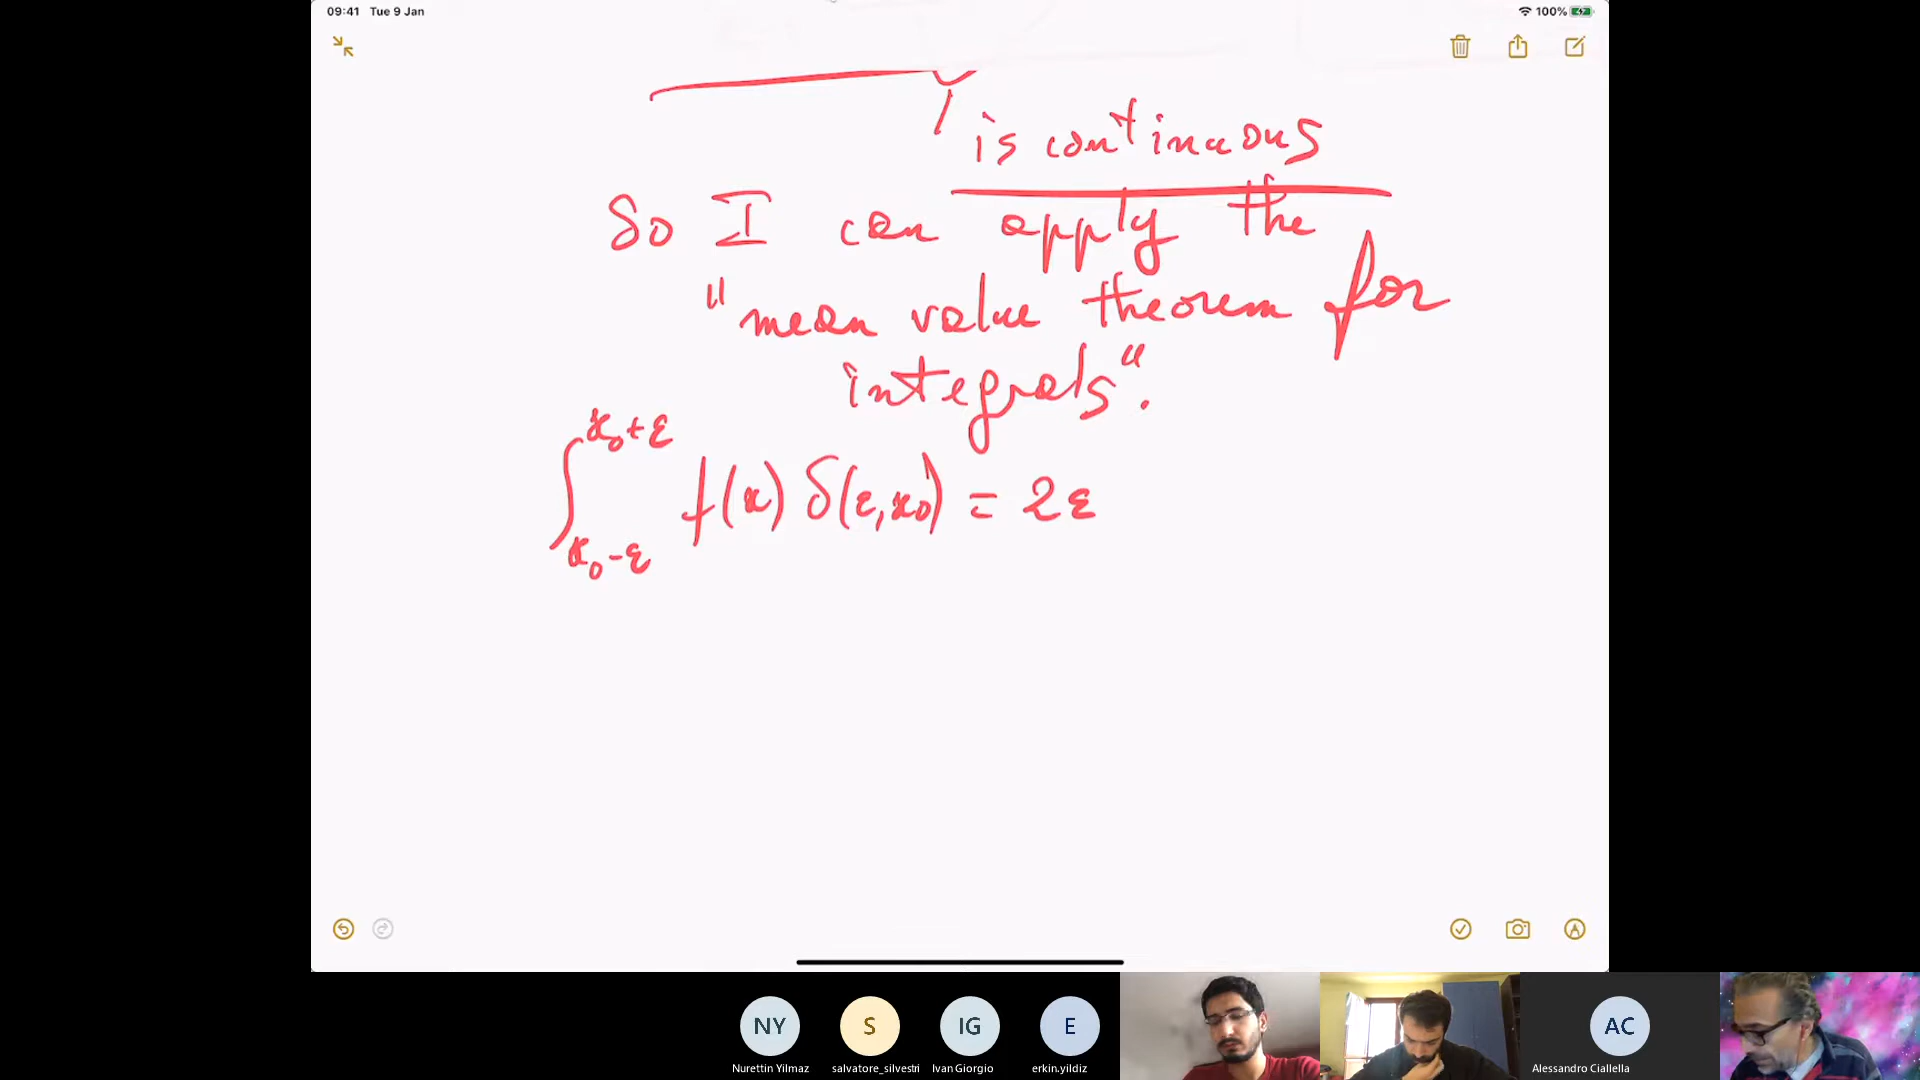 09:41 Tue 9 Jan
100%
is continuous
So I can apply the
"mean value theorem for
integrals".
∫_{x₀-ε}^{x₀+ε} f(x) δ(ε,x₀) = 2ε
NY S IG E AC
Nurettin Yilmaz salvatore_silvestri Ivan Giorgio erkin.yildiz Alessandro Ciallella